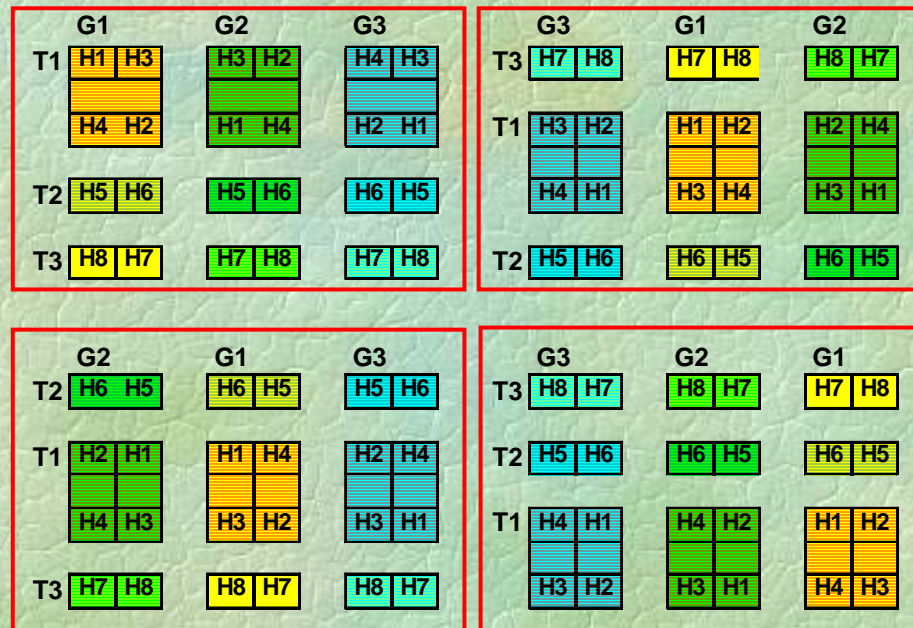 G1 G2 G3
T1 H1 H3 H3 H2 H4 H3
H4 H2 H1 H4 H2 H1
T2 H5 H6 H5 H6 H6 H5
T3 H8 H7 H7 H8 H7 H8
G3 G1 G2
T3 H7 H8 H7 H8 H8 H7
T1 H3 H2 H1 H2 H2 H4
H4 H1 H3 H4 H3 H1
T2 H5 H6 H6 H5 H6 H5
G2 G1 G3
T2 H6 H5 H6 H5 H5 H6
T1 H2 H1 H1 H4 H2 H4
H4 H3 H3 H2 H3 H1
T3 H7 H8 H8 H7 H8 H7
G3 G2 G1
T3 H8 H7 H8 H7 H7 H8
T2 H5 H6 H6 H5 H6 H5
T1 H4 H1 H4 H2 H1 H2
H3 H2 H3 H1 H4 H3